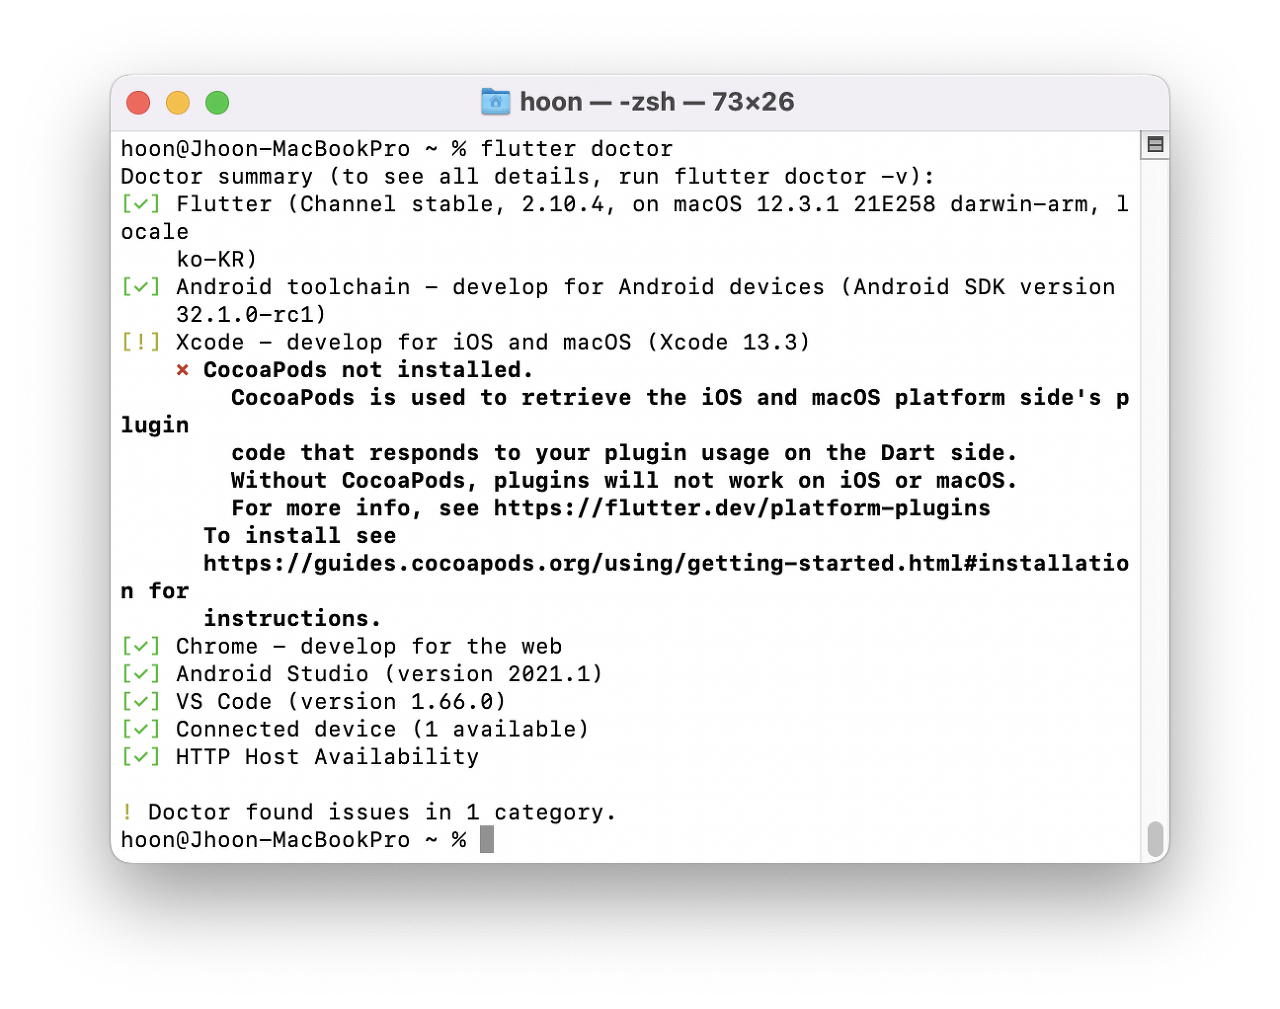 hoon — -zsh — 73×26
hoon@Jhoon-MacBookPro ~ % flutter doctor
Doctor summary (to see all details, run flutter doctor -v):
[✓] Flutter (Channel stable, 2.10.4, on macOS 12.3.1 21E258 darwin-arm, l
ocale
    ko-KR)
[✓] Android toolchain - develop for Android devices (Android SDK version
    32.1.0-rc1)
[!] Xcode - develop for iOS and macOS (Xcode 13.3)
    ✗ CocoaPods not installed.
        CocoaPods is used to retrieve the iOS and macOS platform side's p
lugin
        code that responds to your plugin usage on the Dart side.
        Without CocoaPods, plugins will not work on iOS or macOS.
        For more info, see https://flutter.dev/platform-plugins
      To install see
      https://guides.cocoapods.org/using/getting-started.html#installatio
n for
      instructions.
[✓] Chrome - develop for the web
[✓] Android Studio (version 2021.1)
[✓] VS Code (version 1.66.0)
[✓] Connected device (1 available)
[✓] HTTP Host Availability

! Doctor found issues in 1 category.
hoon@Jhoon-MacBookPro ~ %